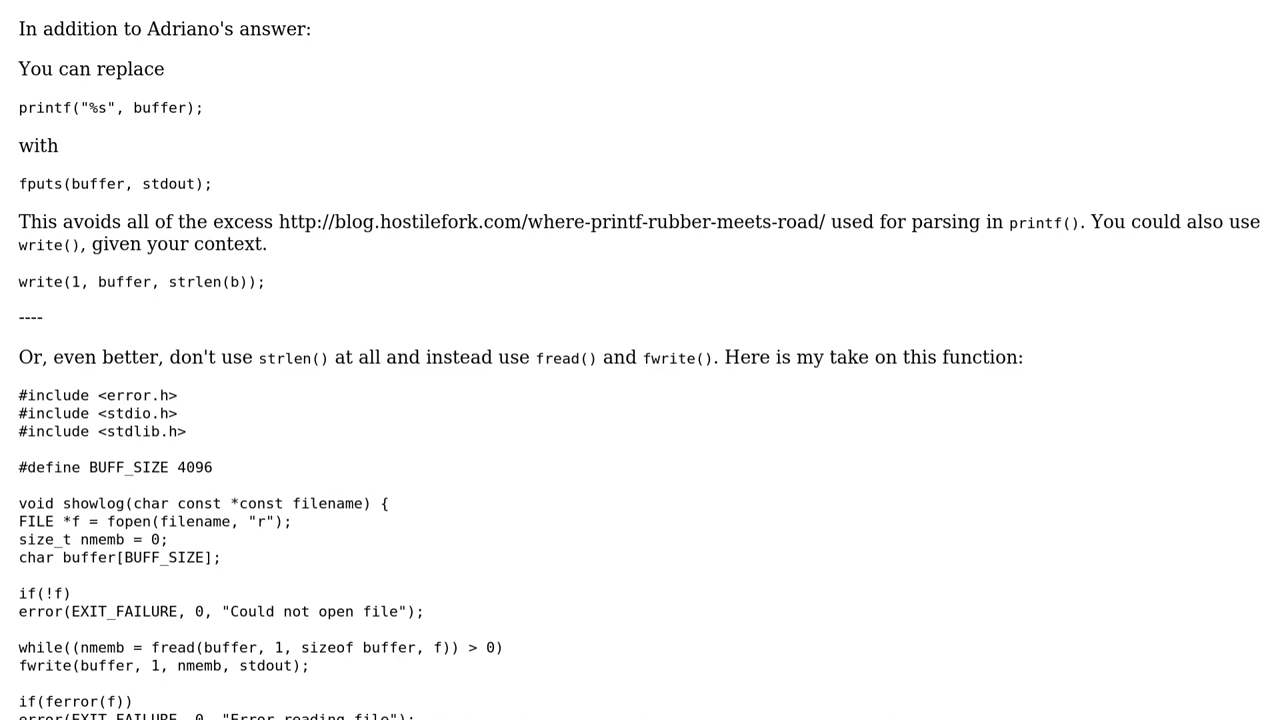 In addition to Adriano's answer:
You can replace
printf("%s", buffer);
with
fputs(buffer, stdout);
This avoids all of the excess http://blog.hostilefork.com/where-printf-rubber-meets-road/ used for parsing in printf(). You could also use
write(), given your context.
write(1, buffer, strlen(b));
----
Or, even better, don't use strlen() at all and instead use fread() and fwrite(). Here is my take on this function:
#include <error.h>
#include <stdio.h>
#include <stdlib.h>
#define BUFF_SIZE 4096
void showlog(char const *const filename) {
FILE *f = fopen(filename, "r");
size_t nmemb = 0;
char buffer[BUFF_SIZE];
if(!f)
error(EXIT_FAILURE, 0, "Could not open file");
while((nmemb = fread(buffer, 1, sizeof buffer, f)) > 0)
fwrite(buffer, 1, nmemb, stdout);
if(ferror(f))
error(EXIT_FAILURE, 0, "Error reading file");